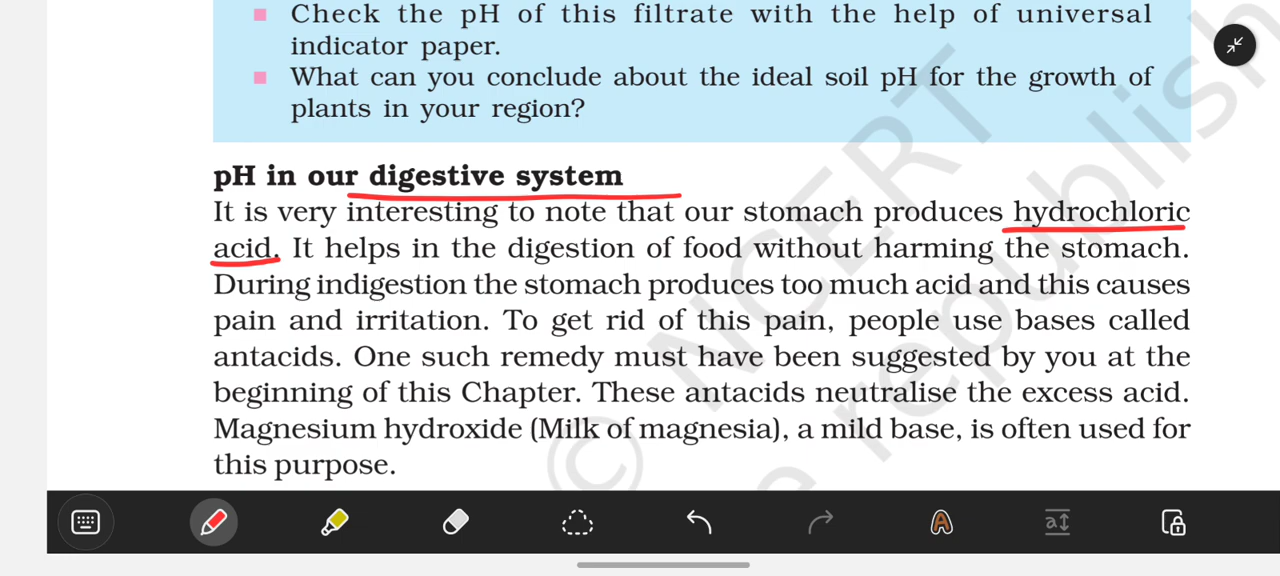 Check the pH of this filtrate with the help of universal
indicator paper.
What can you conclude about the ideal soil pH for the growth of
plants in your region?
pH in our digestive system
It is very interesting to note that our stomach produces hydrochloric
acid. It helps in the digestion of food without harming the stomach.
During indigestion the stomach produces too much acid and this causes
pain and irritation. To get rid of this pain, people use bases called
antacids. One such remedy must have been suggested by you at the
beginning of this Chapter. These antacids neutralise the excess acid.
Magnesium hydroxide (Milk of magnesia), a mild base, is often used for
this purpose.
© NCERT
republish
A
a